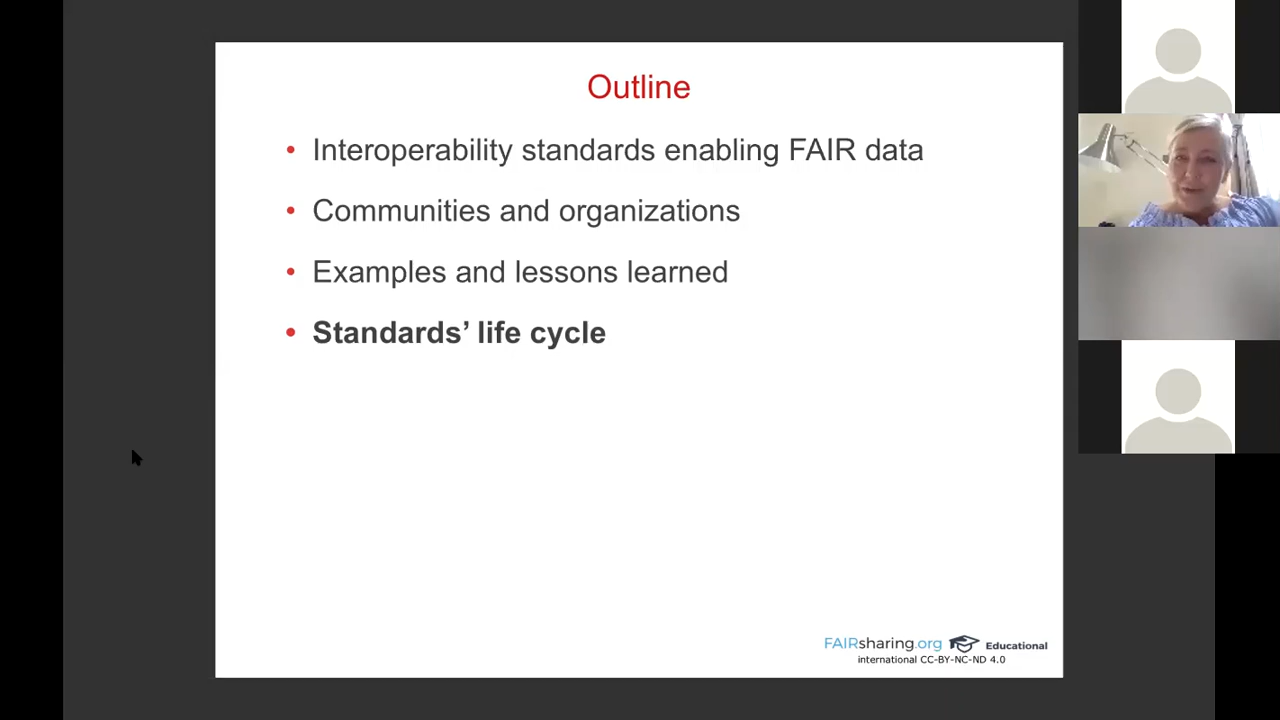 Outline
• Interoperability standards enabling FAIR data
• Communities and organizations
• Examples and lessons learned
• Standards’ life cycle
FAIRsharing.org Educational
international CC-BY-NC-ND 4.0